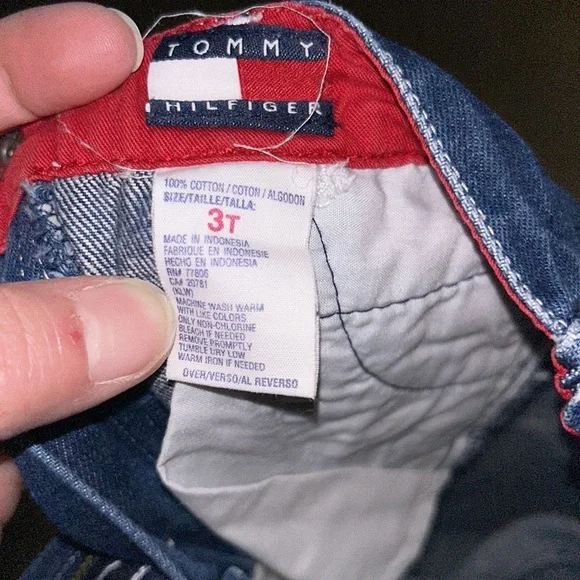 TOMMY
HILFIGER
100% COTTON / COTON / ALGODON
SIZE/TAILLE/TALLA:
3T
MADE IN INDONESIA
FABRIQUE EN INDONESIE
HECHO EN INDONESIA
RN# 77806
CA# 20781
(KLW)
MACHINE WASH WARM
WITH LIKE COLORS
ONLY NON-CHLORINE
BLEACH IF NEEDED
REMOVE PROMPTLY
TUMBLE DRY LOW
WARM IRON IF NEEDED
OVER/VERSO/AL REVERSO